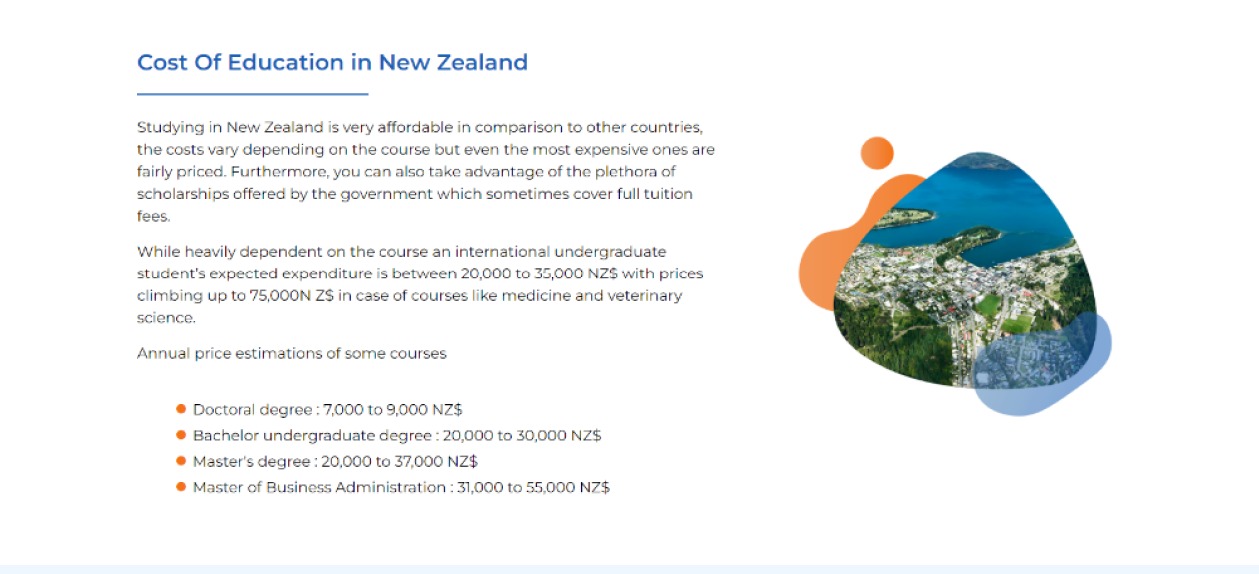 Cost Of Education in New Zealand
Studying in New Zealand is very affordable in comparison to other countries,
the costs vary depending on the course but even the most expensive ones are
fairly priced. Furthermore, you can also take advantage of the plethora of
scholarships offered by the government which sometimes cover full tuition
fees.
While heavily dependent on the course an international undergraduate
student's expected expenditure is between 20,000 to 35,000 NZ$ with prices
climbing up to 75,000N Z$ in case of courses like medicine and veterinary
science.
Annual price estimations of some courses
Doctoral degree : 7,000 to 9,000 NZ$
Bachelor undergraduate degree : 20,000 to 30,000 NZ$
Master's degree : 20,000 to 37,000 NZ$
Master of Business Administration : 31,000 to 55,000 NZ$